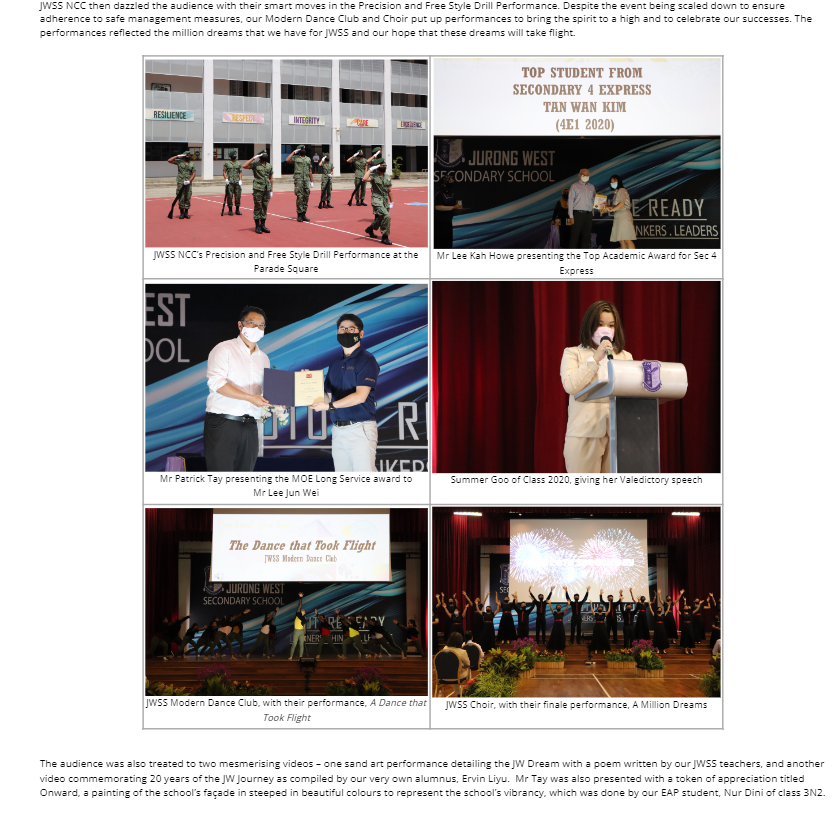 JWSS NCC then dazzled the audience with their smart moves in the Precision and Free Style Drill Performance. Despite the event being scaled down to ensure
adherence to safe management measures, our Modern Dance Club and Choir put up performances to bring the spirit to a high and to celebrate our successes. The
performances reflected the million dreams that we have for JWSS and our hope that these dreams will take flight.
RESILIENCE
RESPECT
INTEGRITY
CARE
EXCELLENCE
JWSS NCC's Precision and Free Style Drill Performance at the
Parade Square
TOP STUDENT FROM
SECONDARY 4 EXPRESS
TAN WAN KIM
(4E1 2020)
JURONG WEST
SECONDARY SCHOOL
E READY
NKERS . LEADERS
Mr Lee Kah Howe presenting the Top Academic Award for Sec 4
Express
EST
OOL
R
Mr Patrick Tay presenting the MOE Long Service award to
Mr Lee Jun Wei
Summer Goo of Class 2020, giving her Valedictory speech
The Dance that Took Flight
JWSS Modern Dance Club
JURONG WEST
SECONDARY SCHOOL
JWSS Modern Dance Club, with their performance, A Dance that
Took Flight
JWSS Choir, with their finale performance, A Million Dreams
The audience was also treated to two mesmerising videos – one sand art performance detailing the JW Dream with a poem written by our JWSS teachers, and another
video commemorating 20 years of the JW Journey as compiled by our very own alumnus, Ervin Liyu. Mr Tay was also presented with a token of appreciation titled
Onward, a painting of the school's façade in steeped in beautiful colours to represent the school's vibrancy, which was done by our EAP student, Nur Dini of class 3N2.